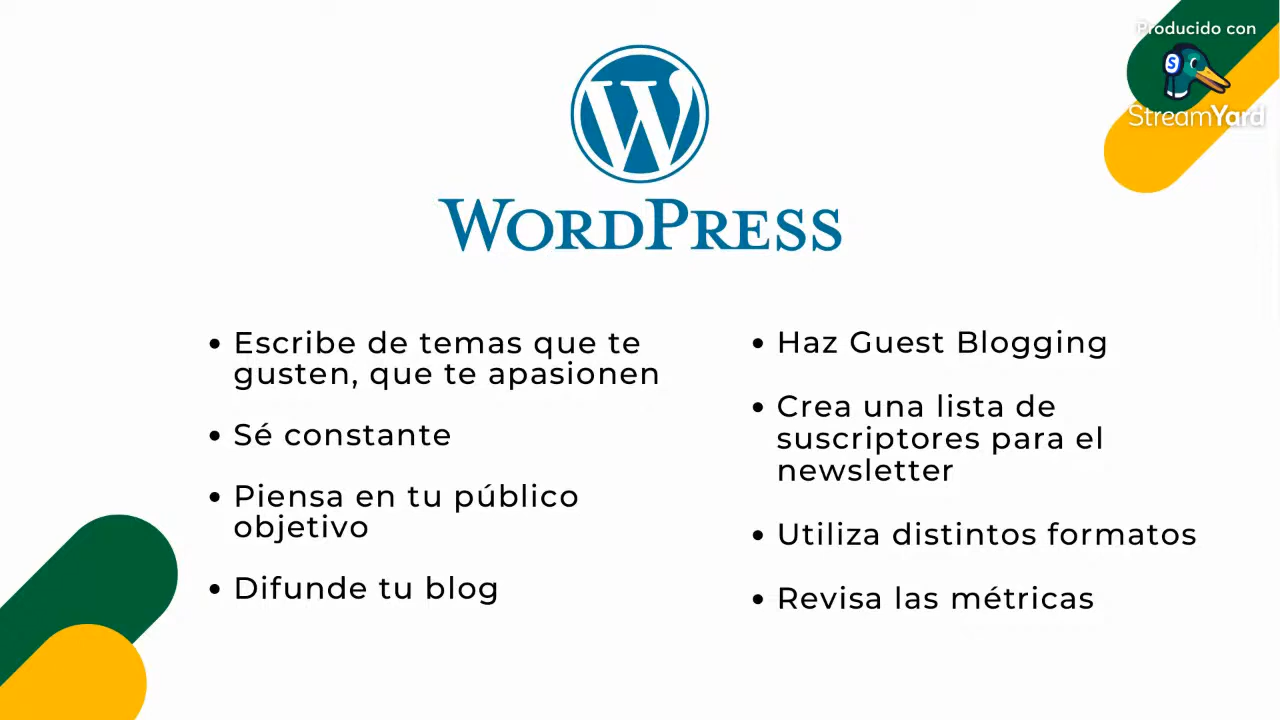 Producido con
StreamYard
WORDPRESS
• Escribe de temas que te
gusten, que te apasionen
• Sé constante
• Piensa en tu público
objetivo
• Difunde tu blog
• Haz Guest Blogging
• Crea una lista de
suscriptores para el
newsletter
• Utiliza distintos formatos
• Revisa las métricas